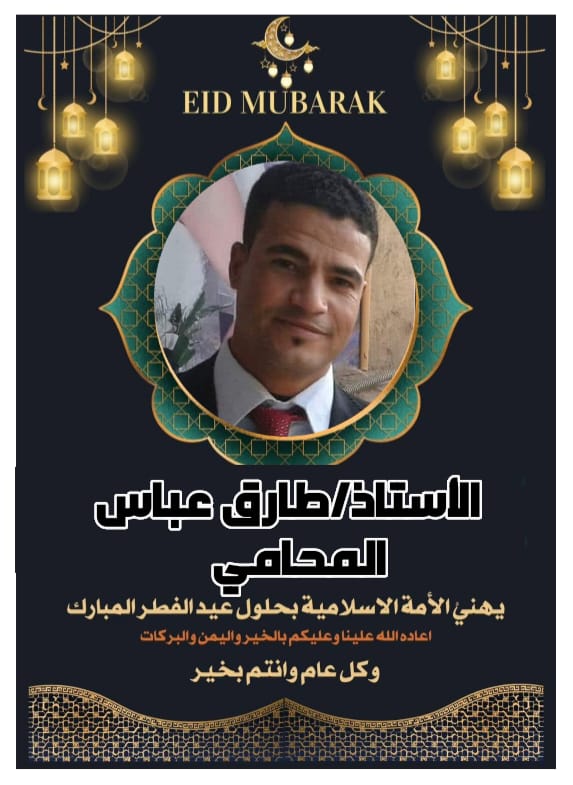 EID MUBARAK
الأستاذ/طارق عباس
المحامي
يهنئ الأمة الاسلامية بحلول عيد الفطر المبارك
اعاده الله علينا وعليكم بالخير واليمن والبركات
وكل عام وانتم بخير